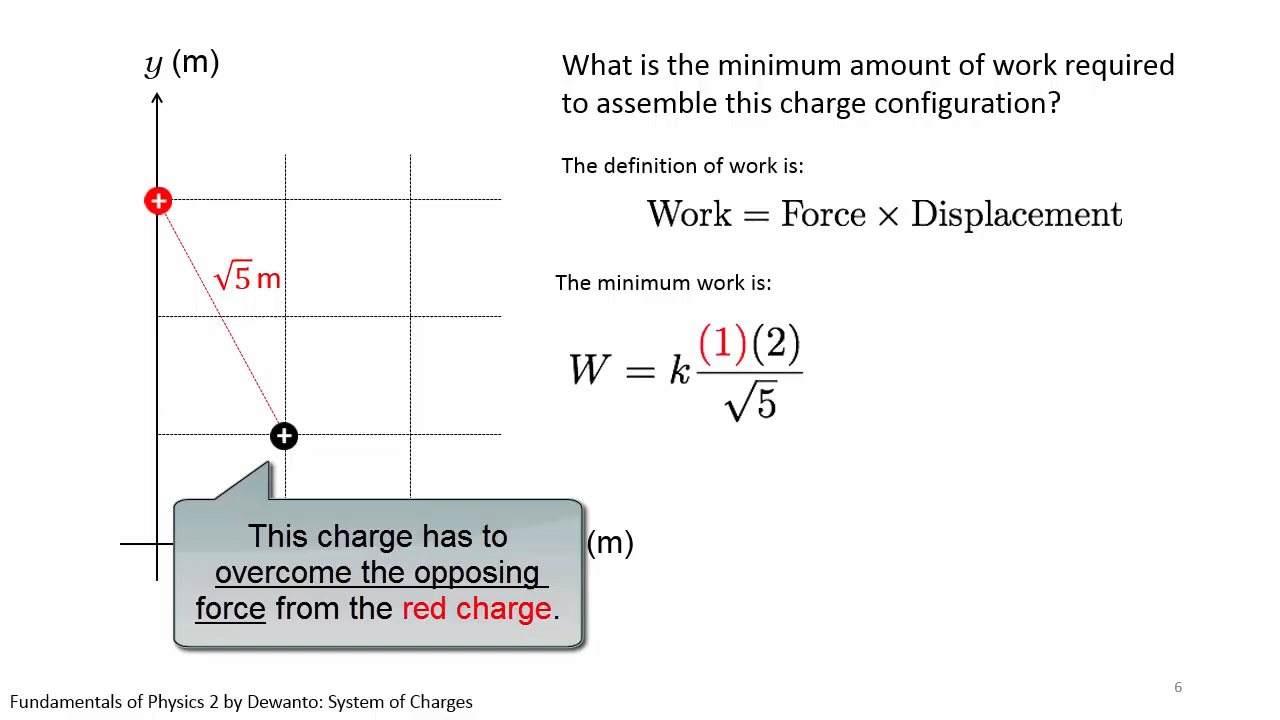 y (m)
What is the minimum amount of work required
to assemble this charge configuration?
The definition of work is:
Work = Force × Displacement
+
√5 m
The minimum work is:
W = k (1)(2) / √5
+
This charge has to
overcome the opposing
force from the red charge.
(m)
Fundamentals of Physics 2 by Dewanto: System of Charges
6